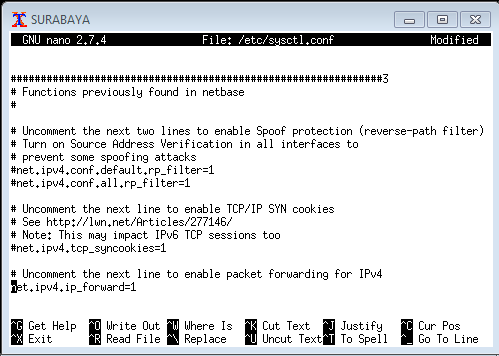 SURABAYA
GNU nano 2.7.4 File: /etc/sysctl.conf Modified
##############################################################3
# Functions previously found in netbase
#
# Uncomment the next two lines to enable Spoof protection (reverse-path filter)
# Turn on Source Address Verification in all interfaces to
# prevent some spoofing attacks
#net.ipv4.conf.default.rp_filter=1
#net.ipv4.conf.all.rp_filter=1
# Uncomment the next line to enable TCP/IP SYN cookies
# See http://lwn.net/Articles/277146/
# Note: This may impact IPv6 TCP sessions too
#net.ipv4.tcp_syncookies=1
# Uncomment the next line to enable packet forwarding for IPv4
net.ipv4.ip_forward=1
^G Get Help ^O Write Out ^W Where Is ^K Cut Text ^J Justify ^C Cur Pos
^X Exit ^R Read File ^\ Replace ^U Uncut Text ^T To Spell ^_ Go To Line